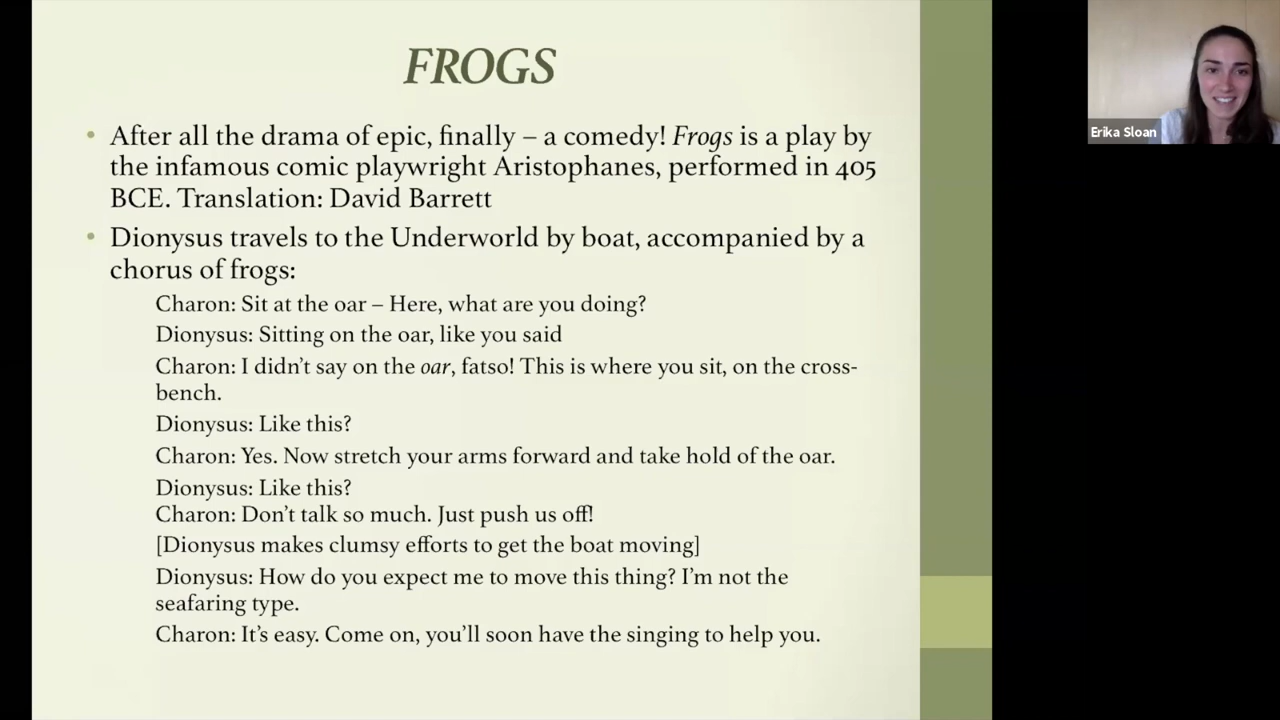 FROGS
• After all the drama of epic, finally – a comedy! Frogs is a play by
the infamous comic playwright Aristophanes, performed in 405
BCE. Translation: David Barrett
• Dionysus travels to the Underworld by boat, accompanied by a
chorus of frogs:
Charon: Sit at the oar – Here, what are you doing?
Dionysus: Sitting on the oar, like you said
Charon: I didn't say on the oar, fatso! This is where you sit, on the cross-
bench.
Dionysus: Like this?
Charon: Yes. Now stretch your arms forward and take hold of the oar.
Dionysus: Like this?
Charon: Don't talk so much. Just push us off!
[Dionysus makes clumsy efforts to get the boat moving]
Dionysus: How do you expect me to move this thing? I'm not the
seafaring type.
Charon: It's easy. Come on, you'll soon have the singing to help you.
Erika Sloan